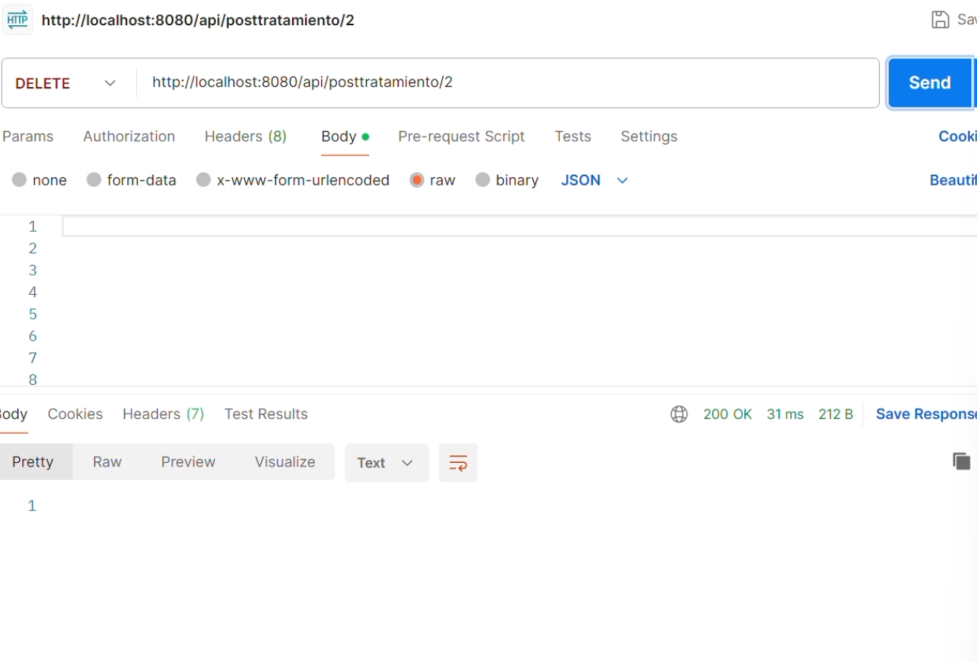 HTTP http://localhost:8080/api/posttratamiento/2 Sav
DELETE http://localhost:8080/api/posttratamiento/2 Send
Params Authorization Headers (8) Body Pre-request Script Tests Settings Cooki
none form-data x-www-form-urlencoded raw binary JSON Beautif
1
2
3
4
5
6
7
8
ody Cookies Headers (7) Test Results 200 OK 31 ms 212 B Save Response
Pretty Raw Preview Visualize Text
1